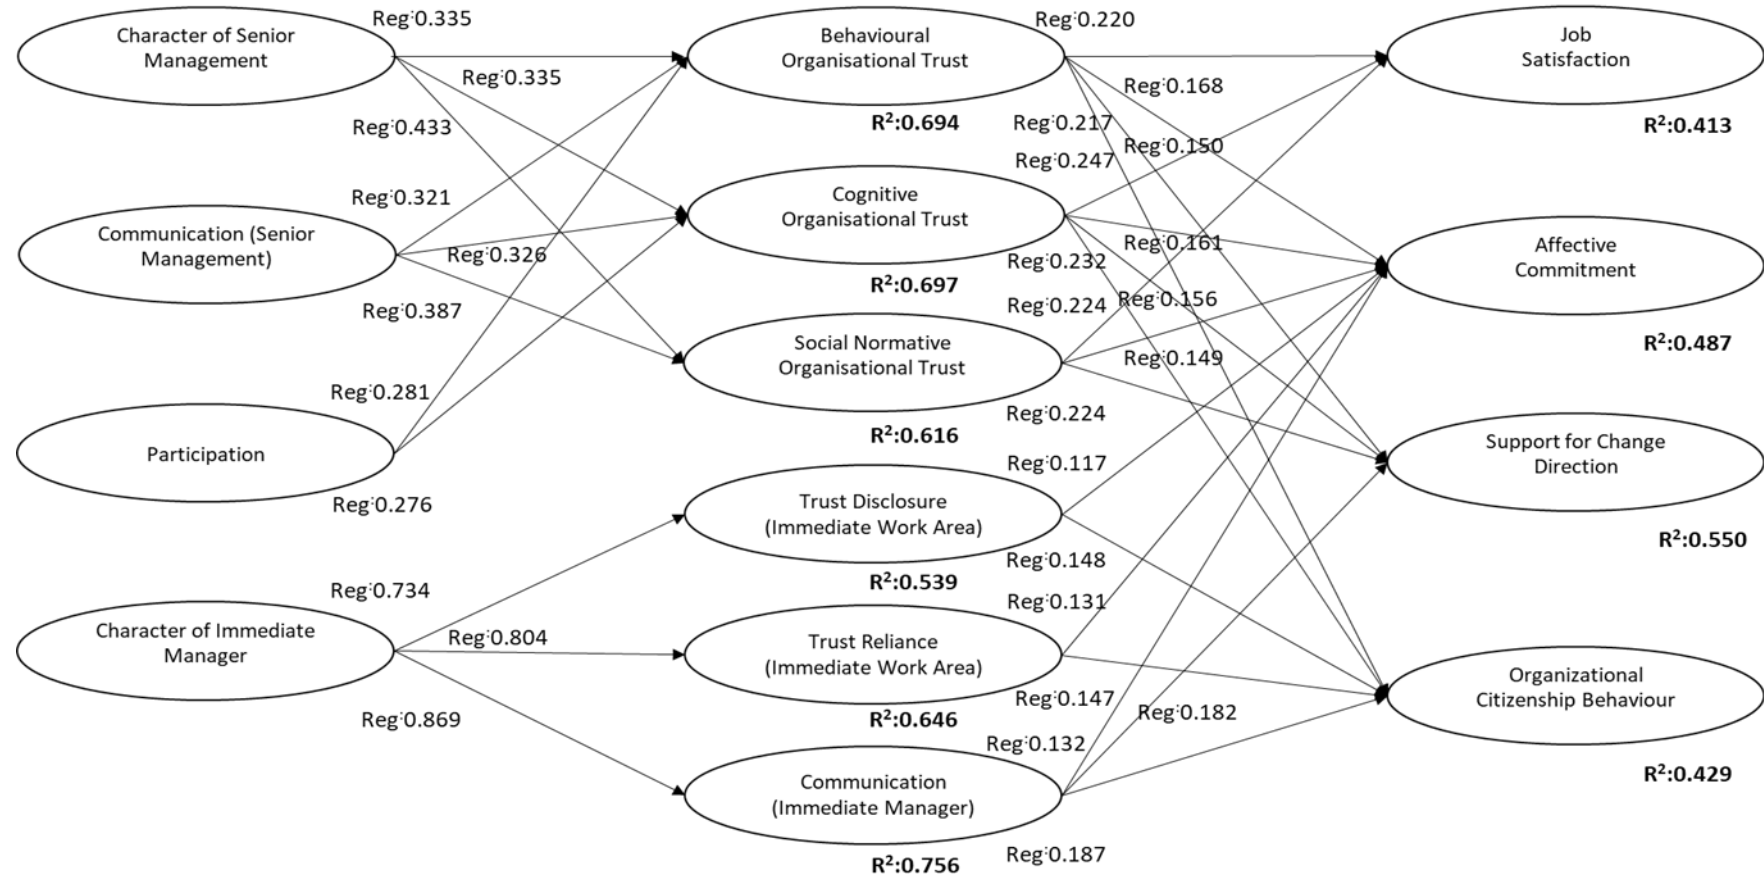 Reg:0.335
Character of Senior
Management
Reg:0.335
Reg:0.433
Reg:0.321
Communication (Senior
Management)
Reg:0.326
Reg:0.387
Reg:0.281
Participation
Reg:0.276
Reg:0.734
Character of Immediate
Manager
Reg:0.804
Reg:0.869
Behavioural
Organisational Trust
R²:0.694
Cognitive
Organisational Trust
R²:0.697
Social Normative
Organisational Trust
R²:0.616
Trust Disclosure
(Immediate Work Area)
R²:0.539
Trust Reliance
(Immediate Work Area)
R²:0.646
Communication
(Immediate Manager)
R²:0.756
Reg:0.220
Reg:0.168
Reg:0.217
Reg:0.150
Reg:0.247
Reg:0.161
Reg:0.232
Reg:0.156
Reg:0.224
Reg:0.149
Reg:0.224
Reg:0.117
Reg:0.148
Reg:0.131
Reg:0.147
Reg:0.182
Reg:0.132
Reg:0.187
Job
Satisfaction
R²:0.413
Affective
Commitment
R²:0.487
Support for Change
Direction
R²:0.550
Organizational
Citizenship Behaviour
R²:0.429